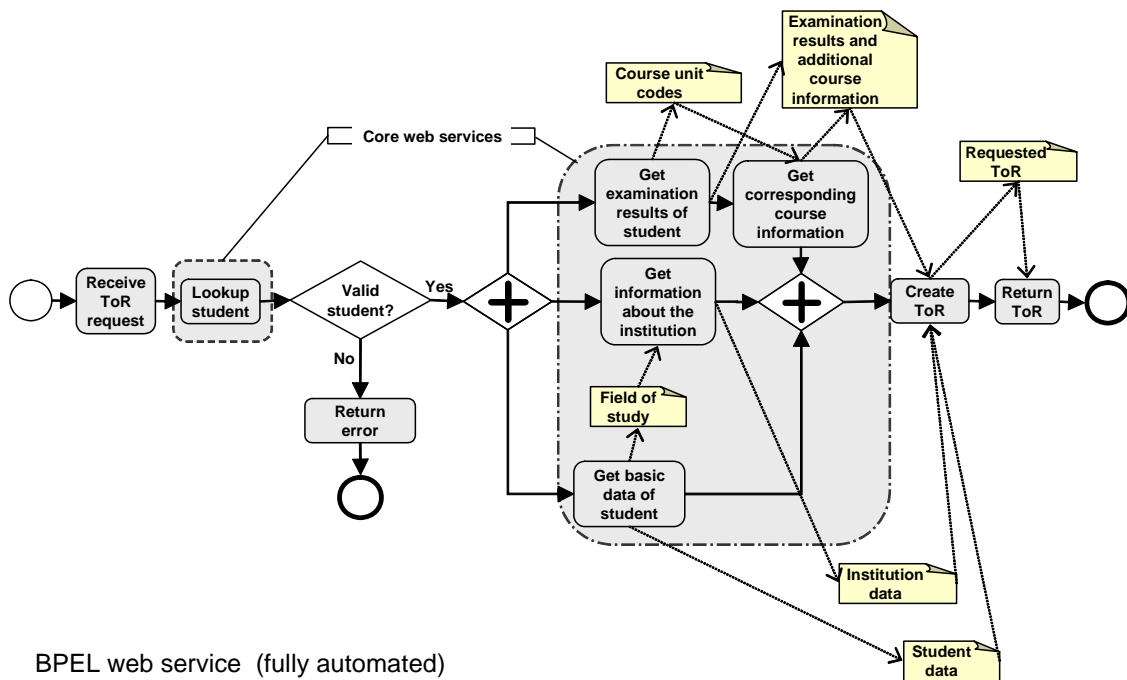 Examination
results and
additional
course
information
Course unit
codes
Core web services
Requested
ToR
Get
examination
results of
student
Get
corresponding
course
information
Receive
ToR
request
Lookup
student
Valid
student?
Yes
No
Get
information
about the
institution
Create
ToR
Return
ToR
Return
error
Field of
study
Get basic
data of
student
Institution
data
Student
data
BPEL web service (fully automated)